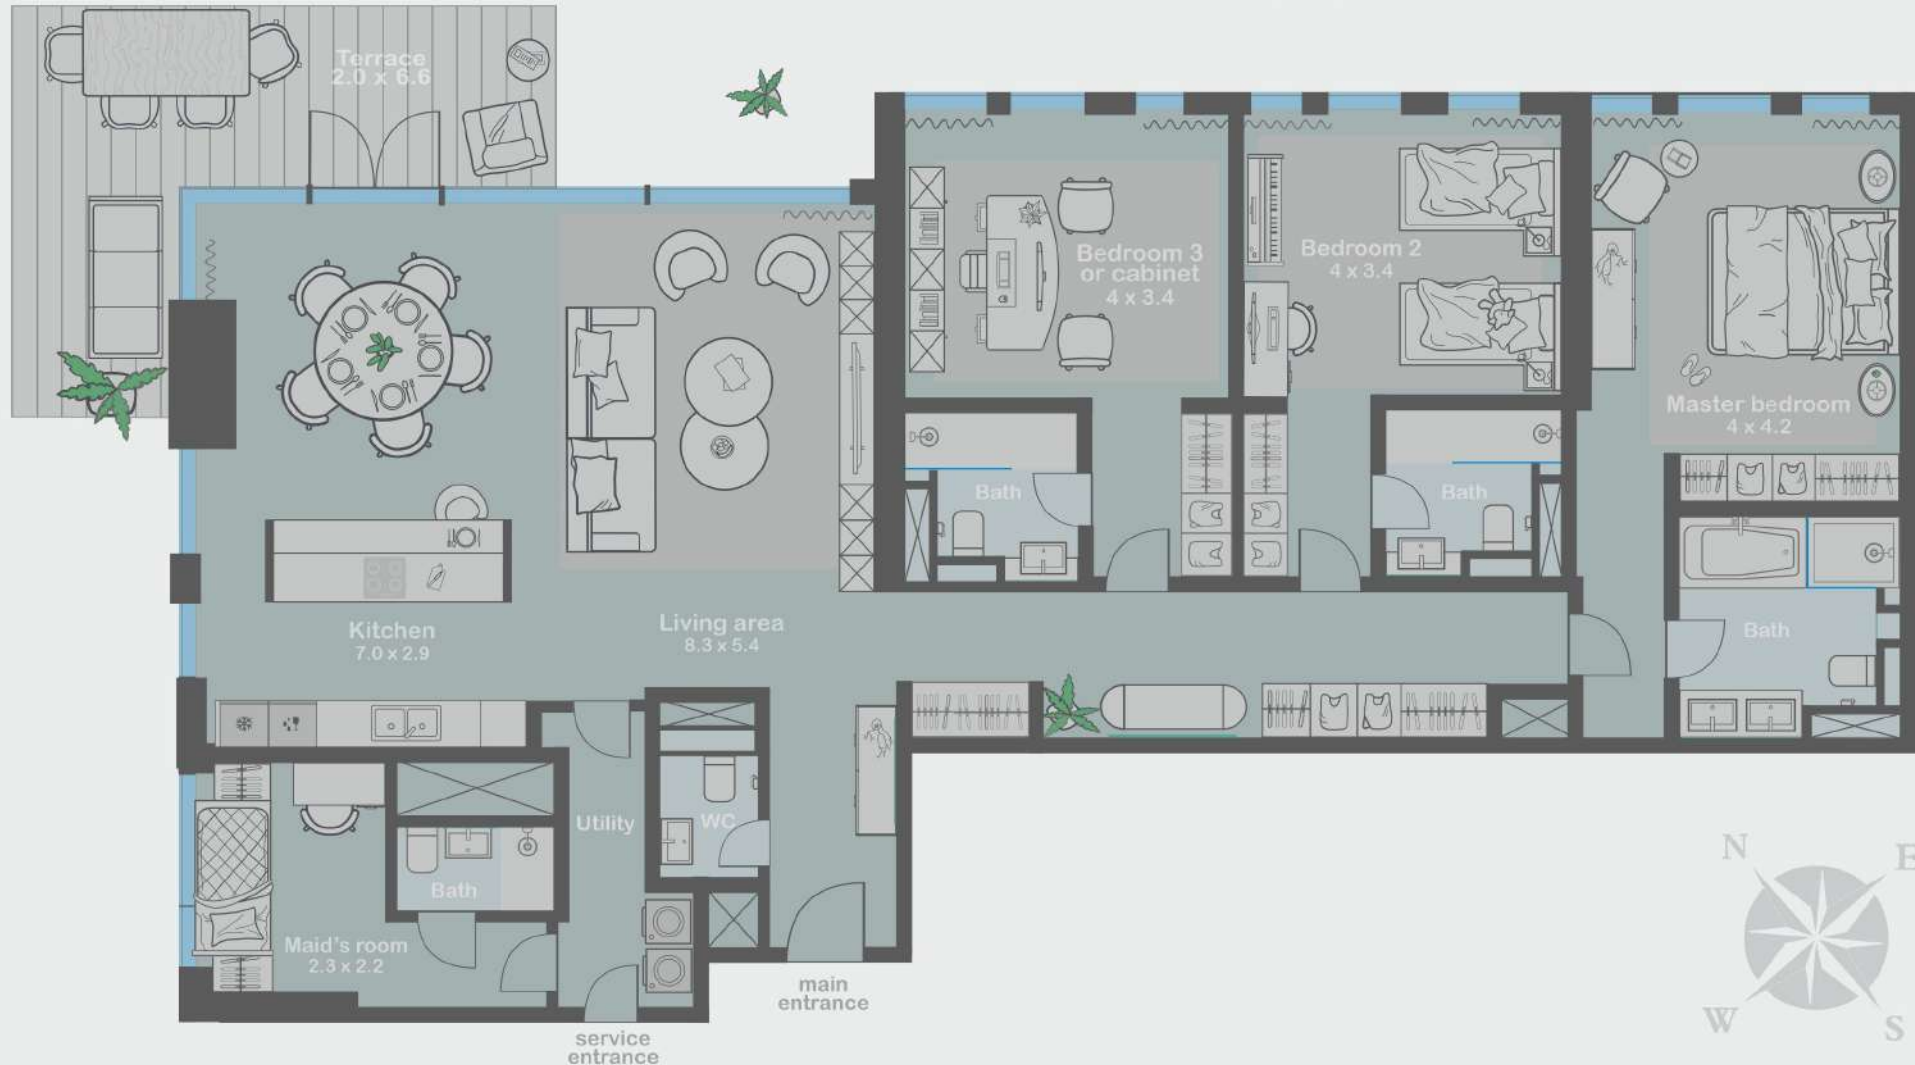 Terrace
2.0 x 6.6
Bedroom 3
or cabinet
4 x 3.4
Bedroom 2
4 x 3.4
Master bedroom
4 x 4.2
Bath
Bath
Bath
Kitchen
7.0 x 2.9
Living area
8.3 x 5.4
Utility
WC
Bath
Maid's room
2.3 x 2.2
main
entrance
service
entrance
N
E
W
S